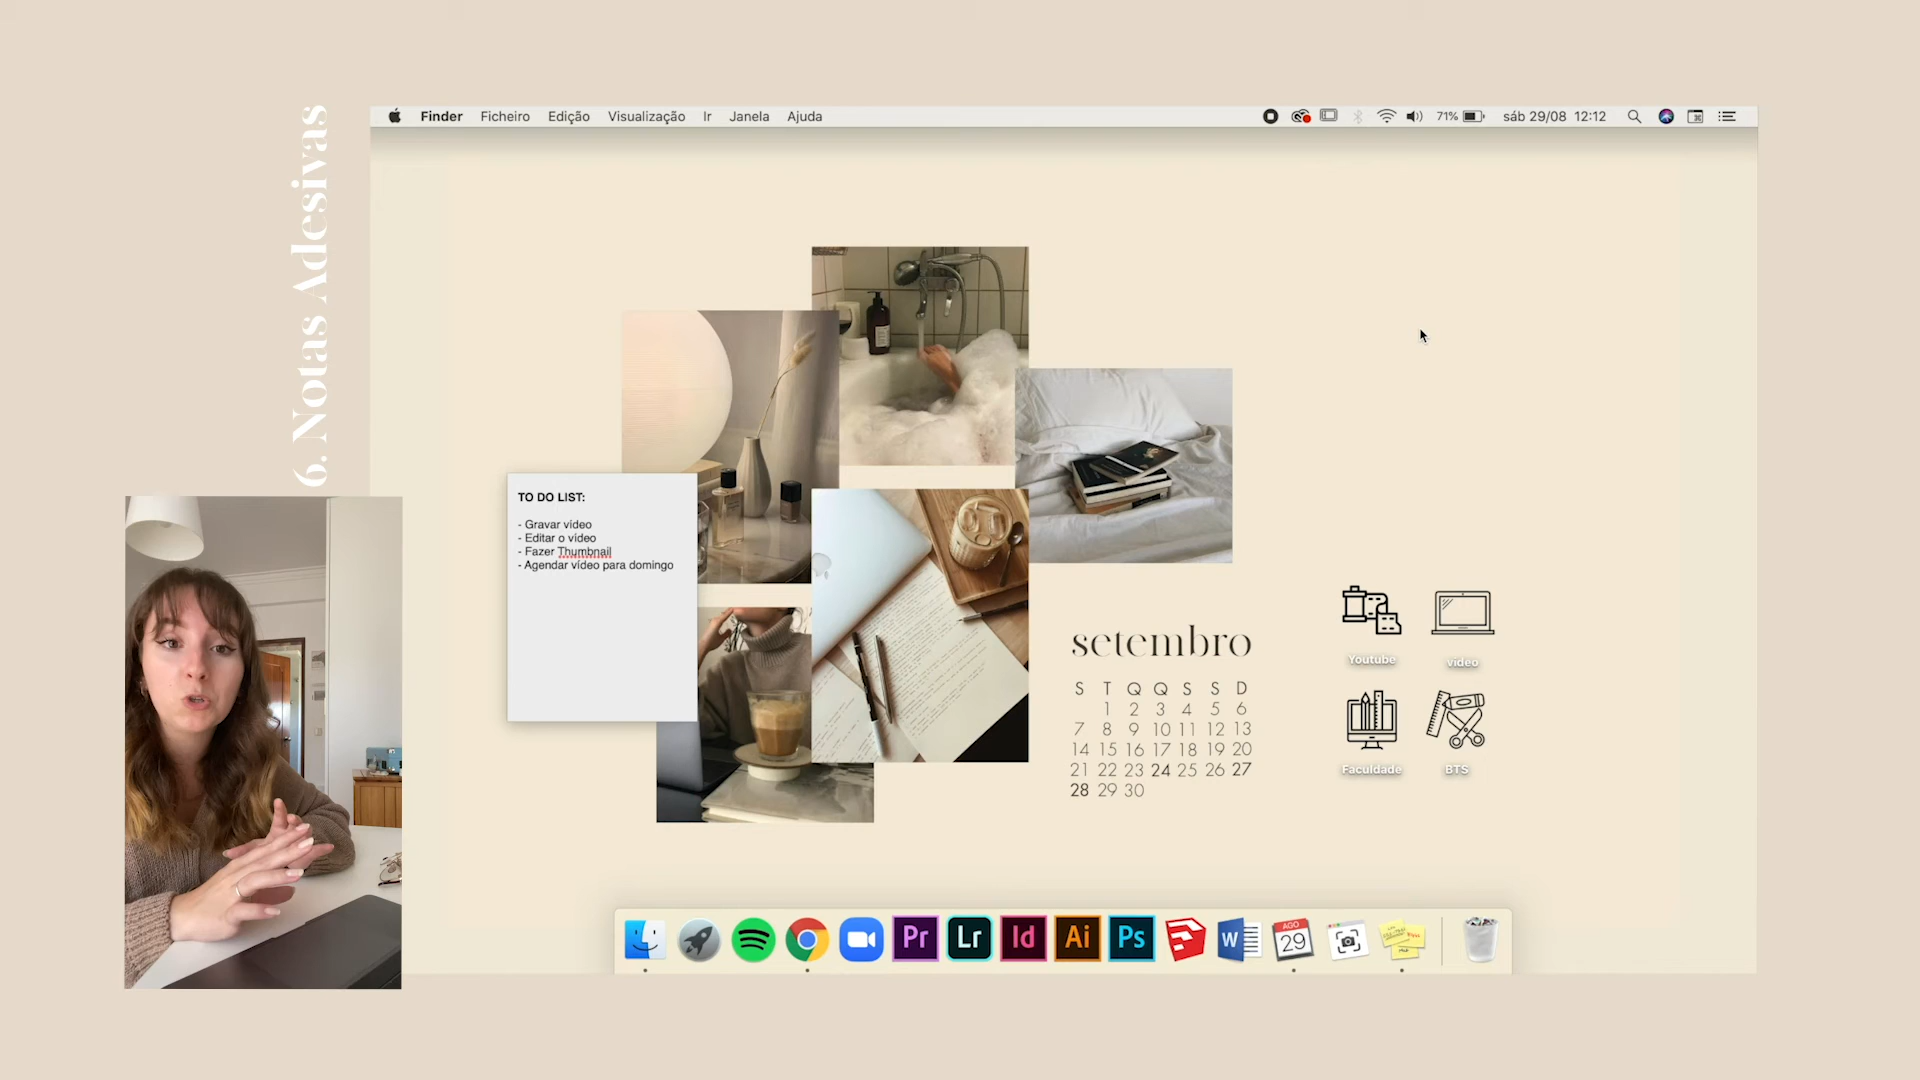 6. Notas Adesivas
Finder Ficheiro Edição Visualização Ir Janela Ajuda
71% sáb 29/08 12:12
TO DO LIST:
- Gravar vídeo
- Editar o vídeo
- Fazer Thumbnail
- Agendar vídeo para domingo
setembro
S T Q Q S S D
1 2 3 4 5 6
7 8 9 10 11 12 13
14 15 16 17 18 19 20
21 22 23 24 25 26 27
28 29 30
Youtube
vídeo
Faculdade
BTS
Pr Lr Id Ai Ps W
AGO
29